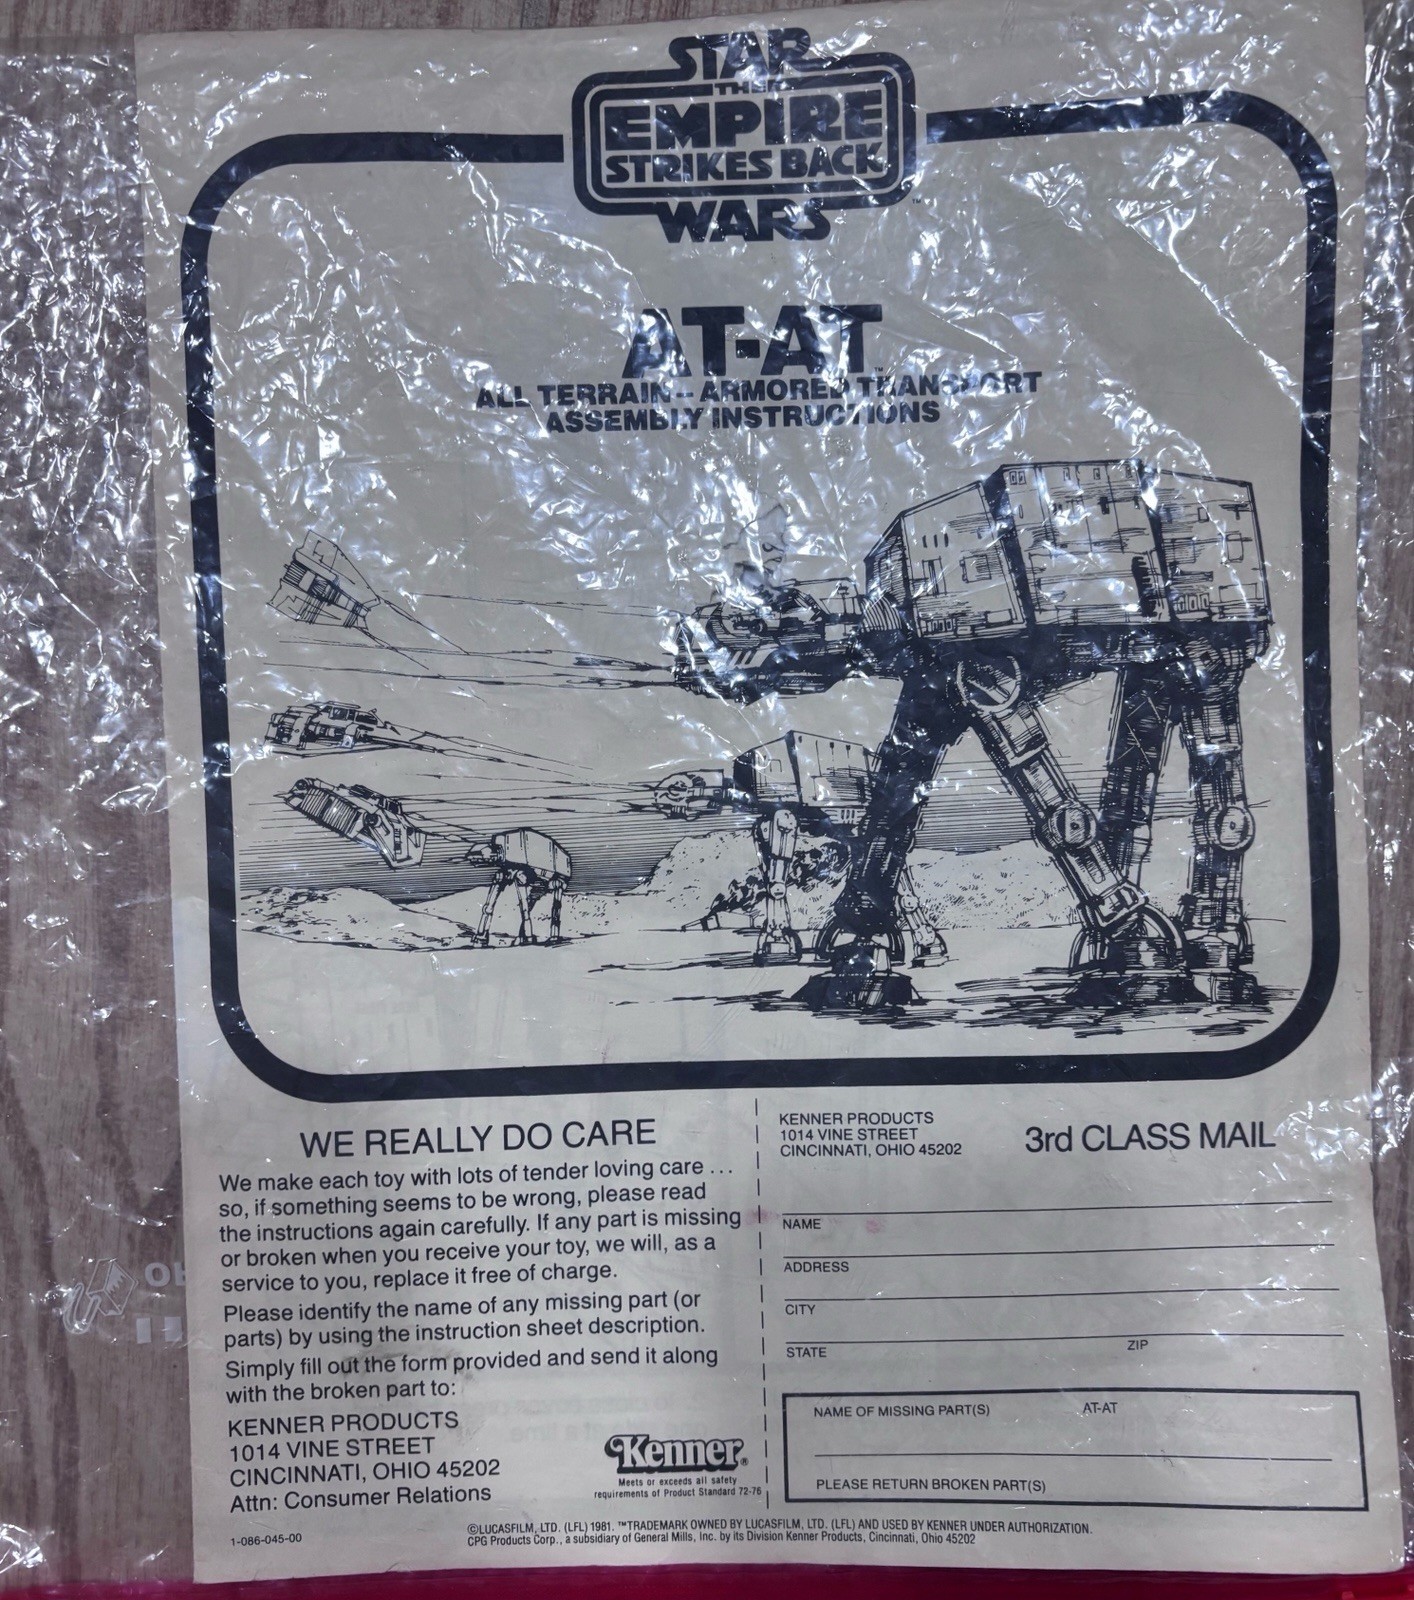 STAR
THE
EMPIRE
STRIKES BACK
WARS™
AT-AT™
ALL TERRAIN-ARMORED TRANSPORT
ASSEMBLY INSTRUCTIONS
WE REALLY DO CARE
We make each toy with lots of tender loving care ...
so, if something seems to be wrong, please read
the instructions again carefully. If any part is missing
or broken when you receive your toy, we will, as a
service to you, replace it free of charge.
Please identify the name of any missing part (or
parts) by using the instruction sheet description.
Simply fill out the form provided and send it along
with the broken part to:
KENNER PRODUCTS
1014 VINE STREET
CINCINNATI, OHIO 45202
Attn: Consumer Relations
Kenner®
Meets or exceeds all safety
requirements of Product Standard 72-76
KENNER PRODUCTS
1014 VINE STREET
CINCINNATI, OHIO 45202
3rd CLASS MAIL
NAME
ADDRESS
CITY
STATE ZIP
NAME OF MISSING PART(S) AT-AT
PLEASE RETURN BROKEN PART(S)
1-086-045-00
©LUCASFILM, LTD. (LFL) 1981. ™TRADEMARK OWNED BY LUCASFILM, LTD. (LFL) AND USED BY KENNER UNDER AUTHORIZATION.
CPG Products Corp., a subsidiary of General Mills, Inc. by its Division Kenner Products, Cincinnati, Ohio 45202